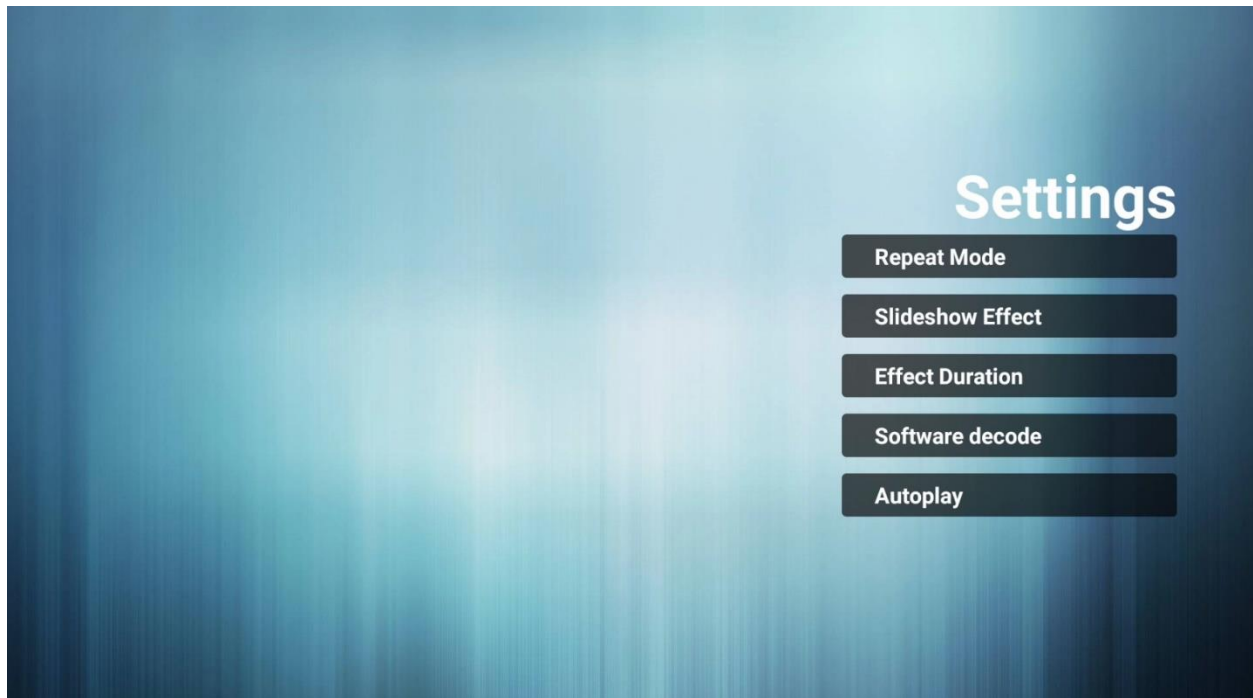 Settings
Repeat Mode
Slideshow Effect
Effect Duration
Software decode
Autoplay